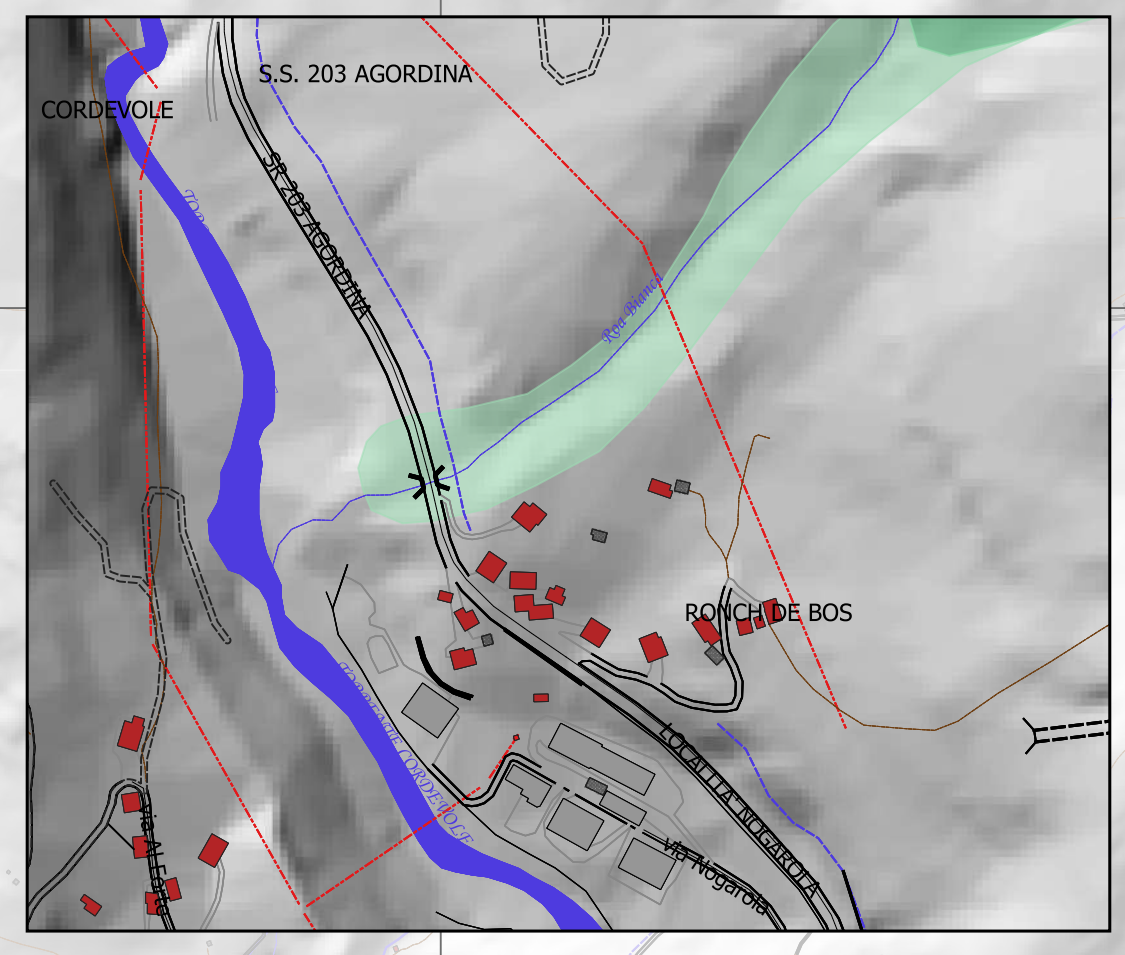 S.S. 203 AGORDINA
CORDEVOLE
SR 203 AGORDINA
Roa Bianca
RONCH DE BOS
TORRENTE CORDEVOLE
LOCALITA' NOGAROLA
via Nogarola
Via Al Forte